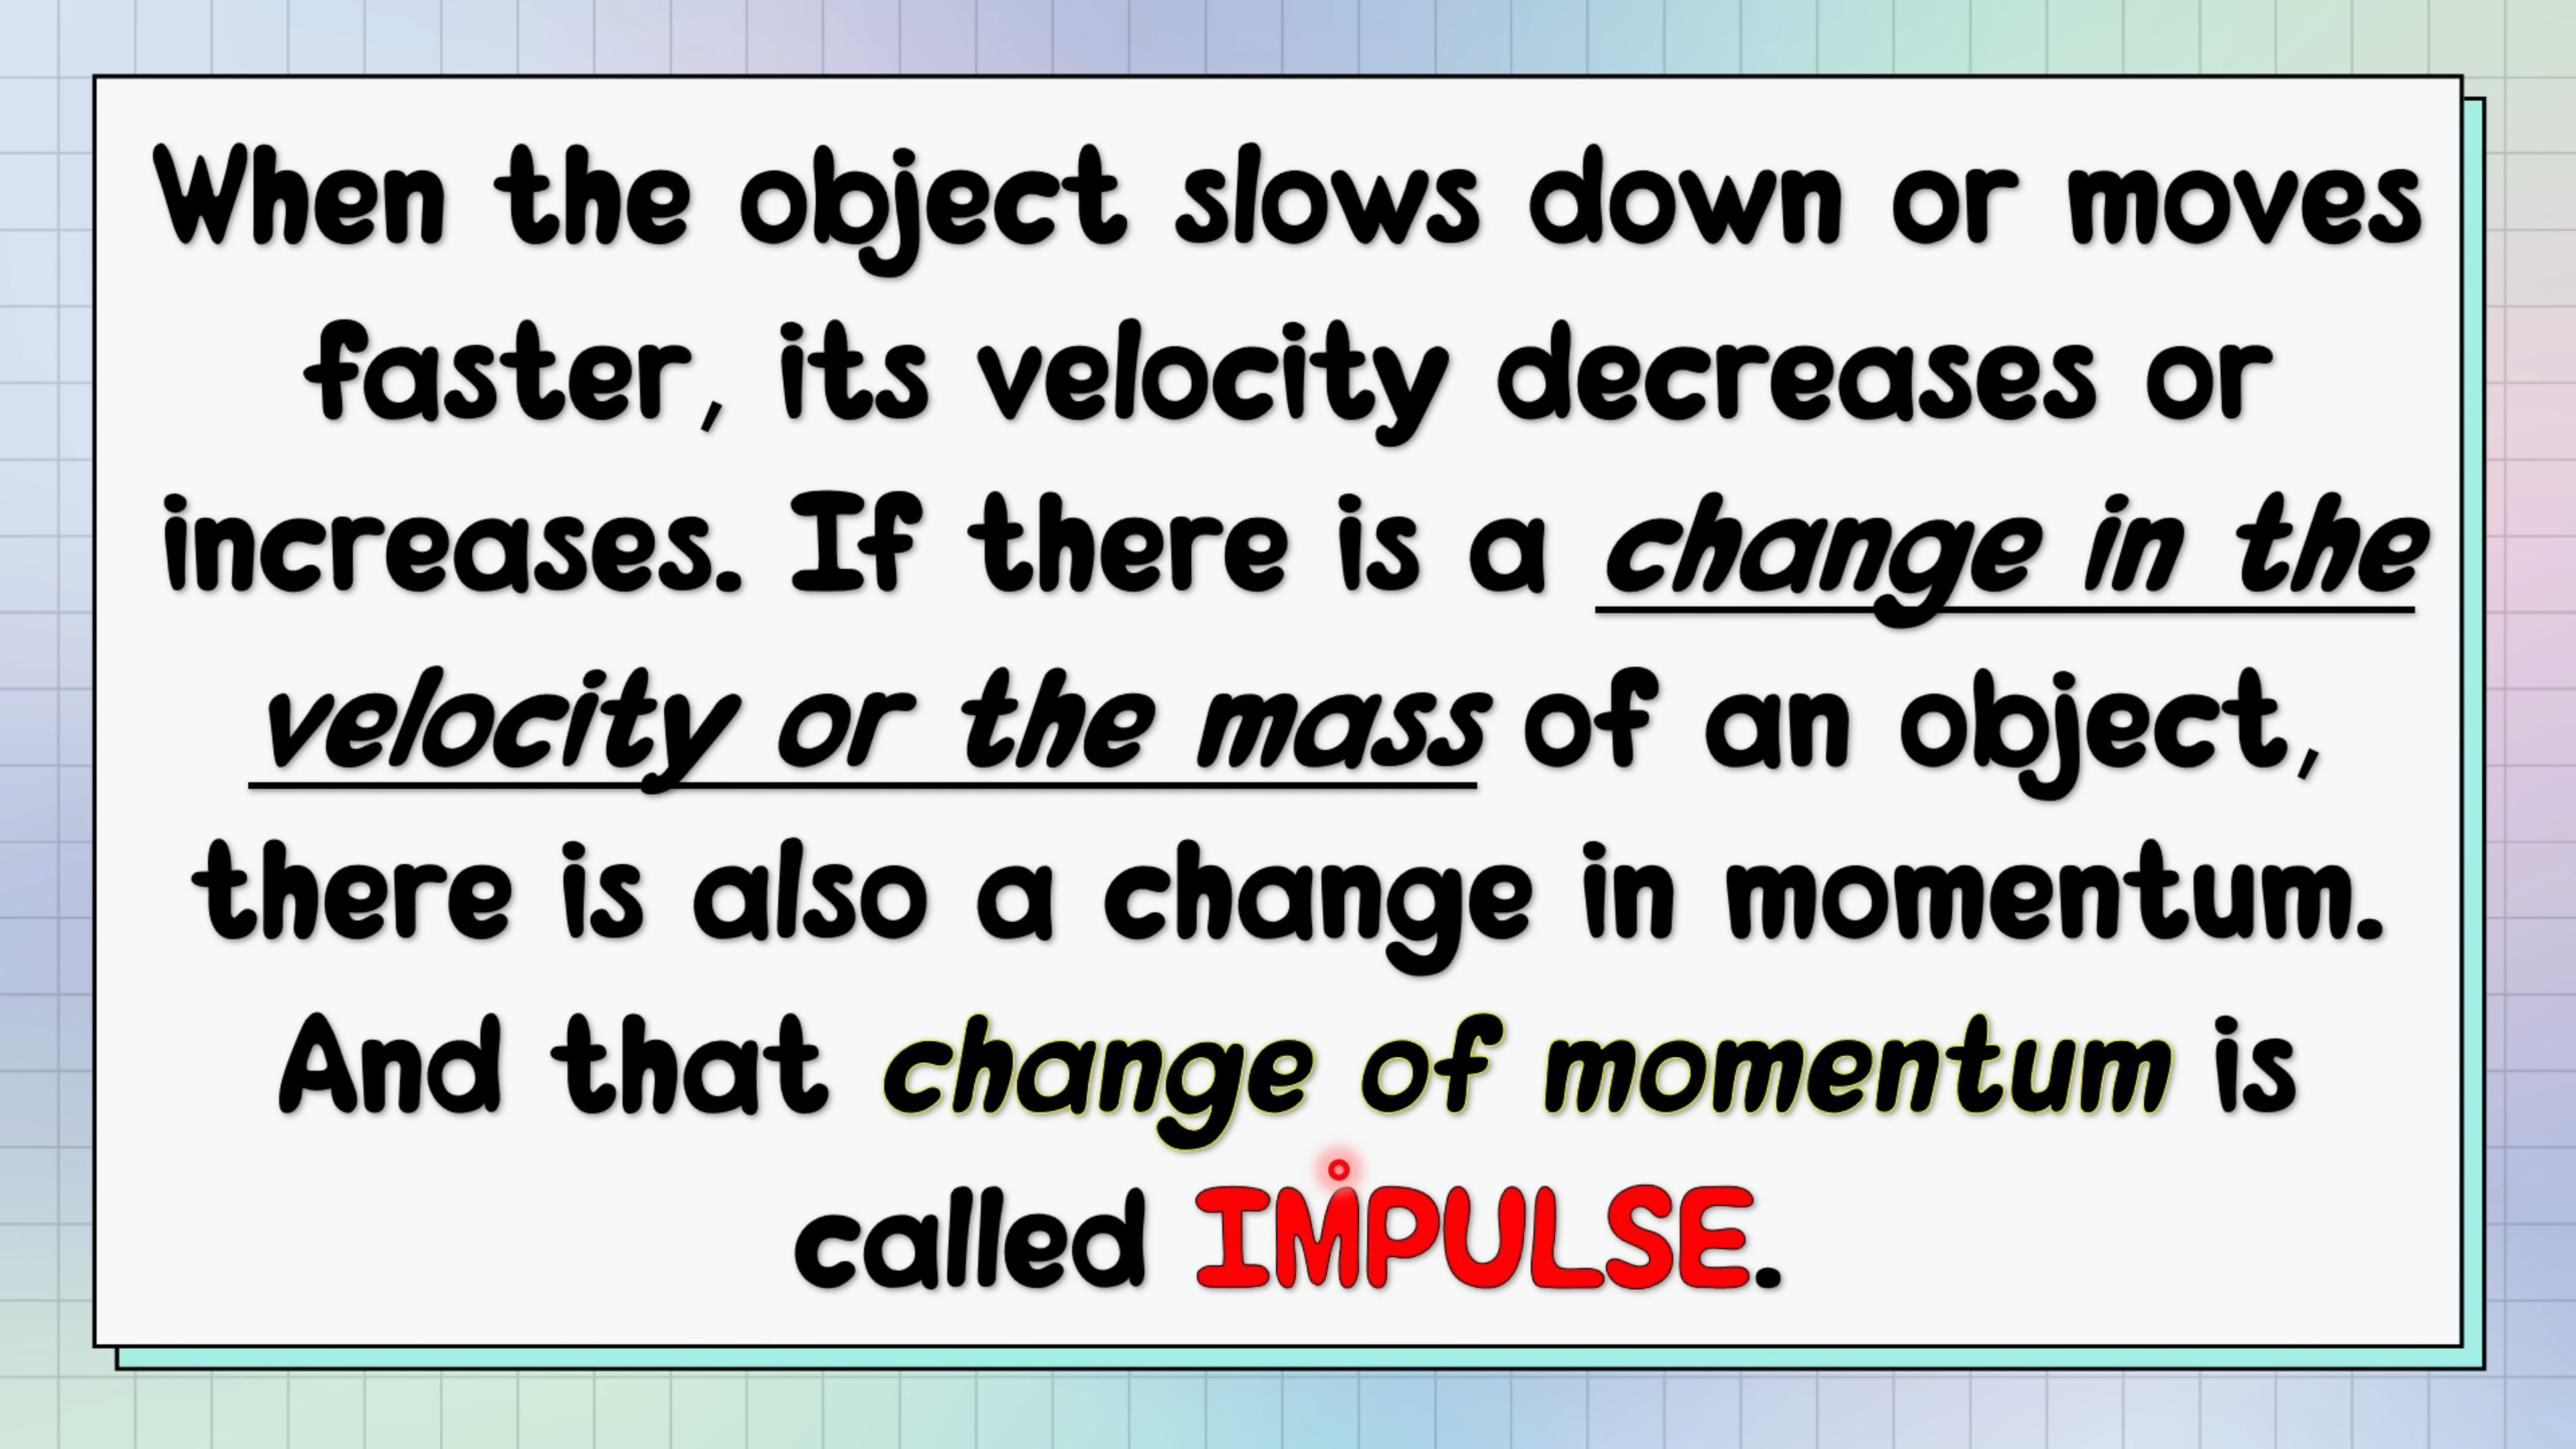 When the object slows down or moves
faster, its velocity decreases or
increases. If there is a change in the
velocity or the mass of an object,
there is also a change in momentum.
And that change of momentum is
called IMPULSE.